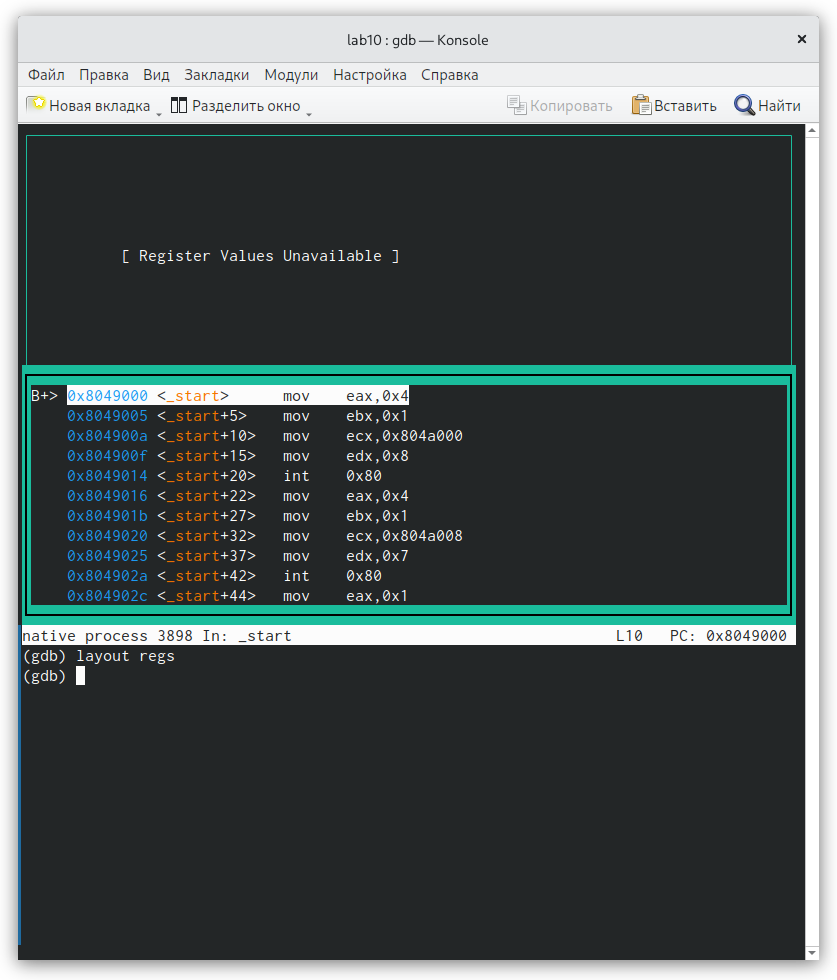 lab10 : gdb — Konsole
Файл Правка Вид Закладки Модули Настройка Справка
Новая вкладка Разделить окно Копировать Вставить Найти
[ Register Values Unavailable ]
B+> 0x8049000 <_start> mov eax,0x4
0x8049005 <_start+5> mov ebx,0x1
0x804900a <_start+10> mov ecx,0x804a000
0x804900f <_start+15> mov edx,0x8
0x8049014 <_start+20> int 0x80
0x8049016 <_start+22> mov eax,0x4
0x804901b <_start+27> mov ebx,0x1
0x8049020 <_start+32> mov ecx,0x804a008
0x8049025 <_start+37> mov edx,0x7
0x804902a <_start+42> int 0x80
0x804902c <_start+44> mov eax,0x1
native process 3898 In: _start L10 PC: 0x8049000
(gdb) layout regs
(gdb)